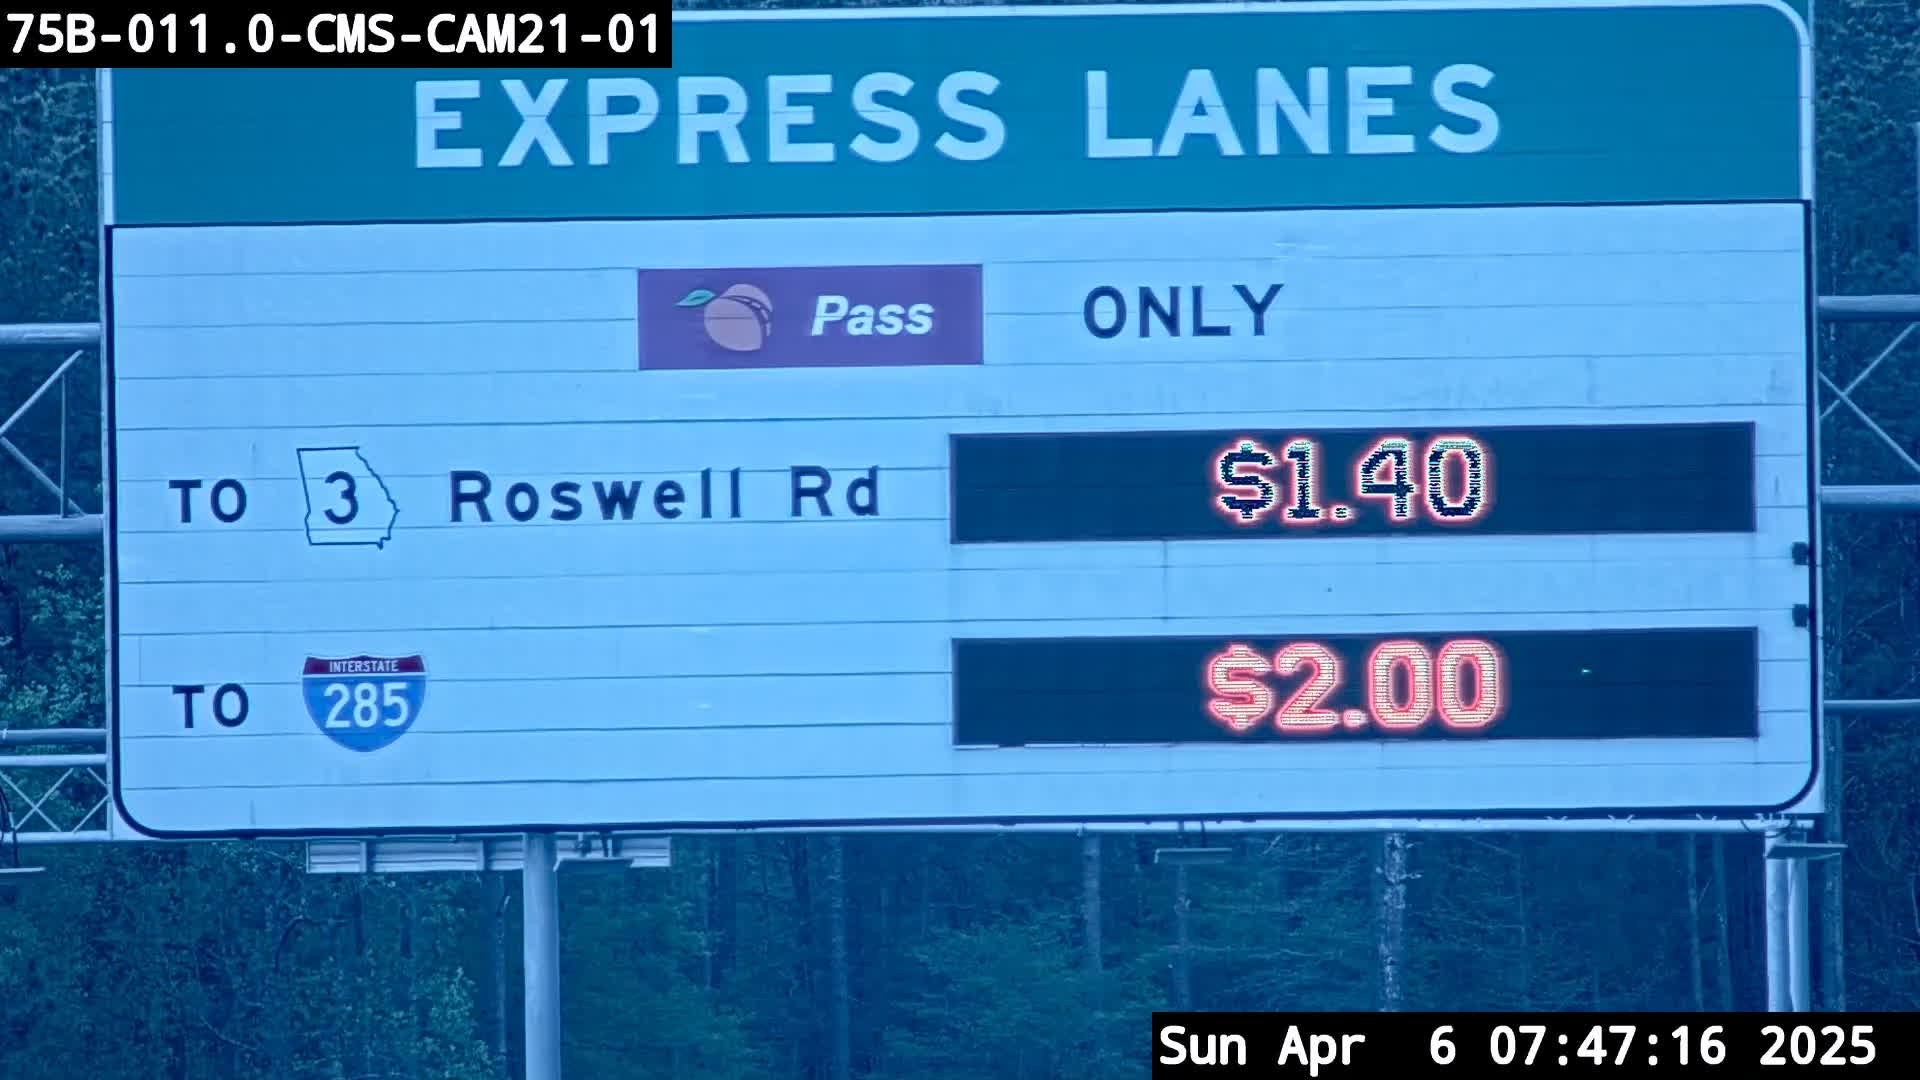 75B-011.0-CMS-CAM21-01
EXPRESS LANES
Pass ONLY
TO 3 Roswell Rd $1.40
TO INTERSTATE 285 $2.00
Sun Apr 6 07:47:16 2025